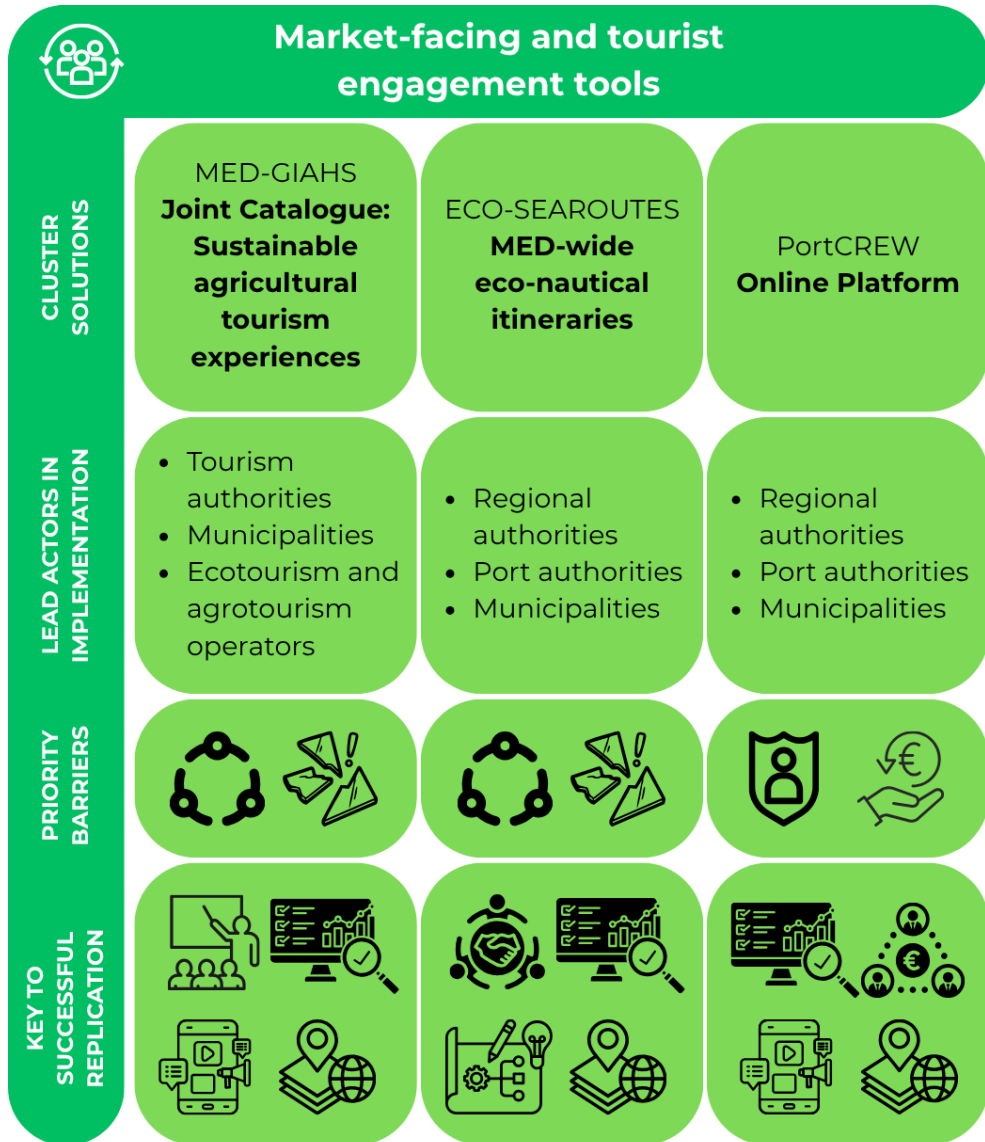 Market-facing and tourist
engagement tools
CLUSTER
SOLUTIONS
MED-GIAHS
Joint Catalogue:
Sustainable
agricultural
tourism
experiences
ECO-SEAROUTES
MED-wide
eco-nautical
itineraries
PortCREW
Online Platform
LEAD ACTORS IN
IMPLEMENTATION
• Tourism
authorities
• Municipalities
• Ecotourism and
agrotourism
operators
• Regional
authorities
• Port authorities
• Municipalities
• Regional
authorities
• Port authorities
• Municipalities
PRIORITY
BARRIERS
€
KEY TO
SUCCESSFUL
REPLICATION
€